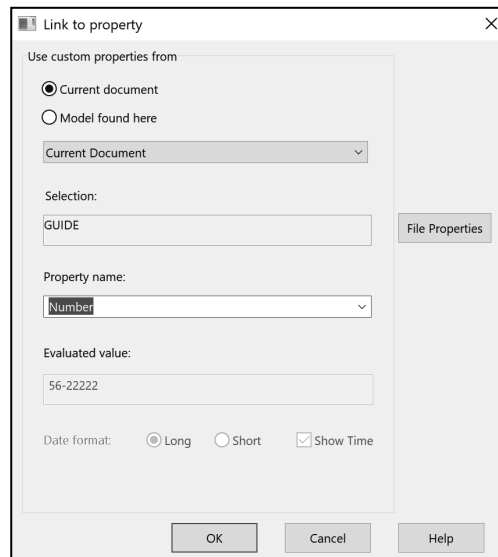 Link to property
Use custom properties from
Current document
Model found here
Current Document
Selection:
GUIDE
File Properties
Property name:
Number
Evaluated value:
56-22222
Date format: Long Short Show Time
OK Cancel Help